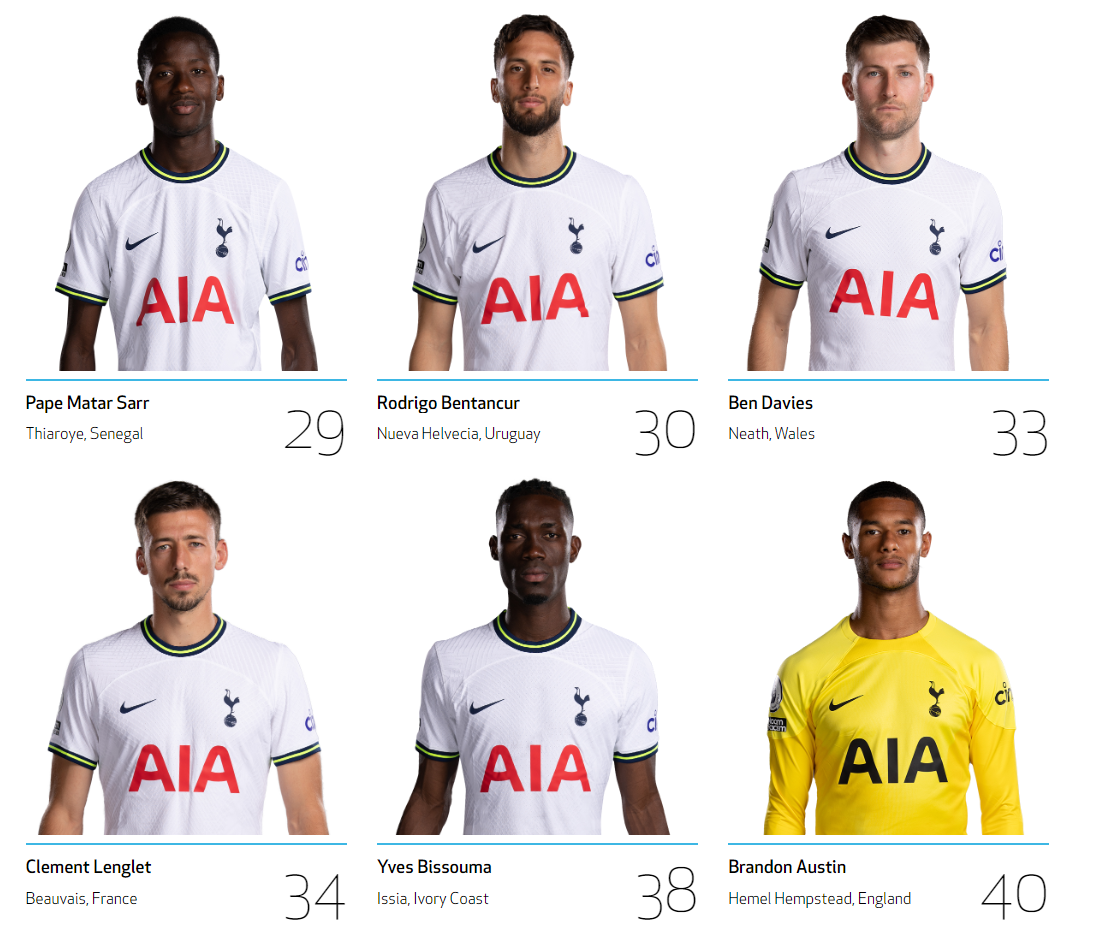 AIA
AIA
AIA
Pape Matar Sarr
Thiaroye, Senegal
29
Rodrigo Bentancur
Nueva Helvecia, Uruguay
30
Ben Davies
Neath, Wales
33
AIA
AIA
AIA
Clement Lenglet
Beauvais, France
34
Yves Bissouma
Issia, Ivory Coast
38
Brandon Austin
Hemel Hempstead, England
40